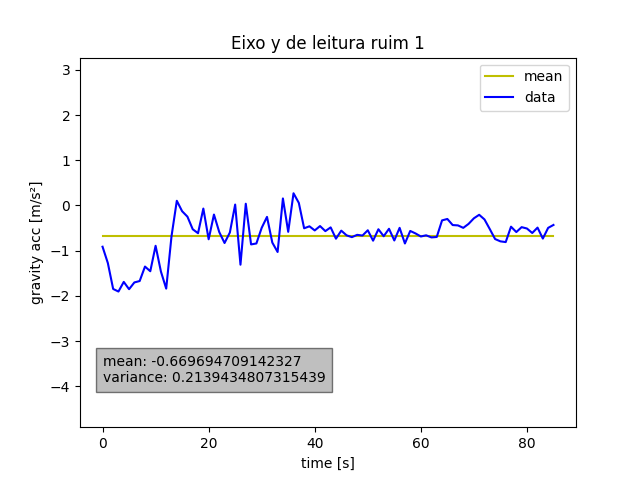 Eixo y de leitura ruim 1
mean
data
3
2
1
0
−1
−2
−3
−4
gravity acc [m/s²]
mean: -0.669694709142327
variance: 0.2139434807315439
0 20 40 60 80
time [s]